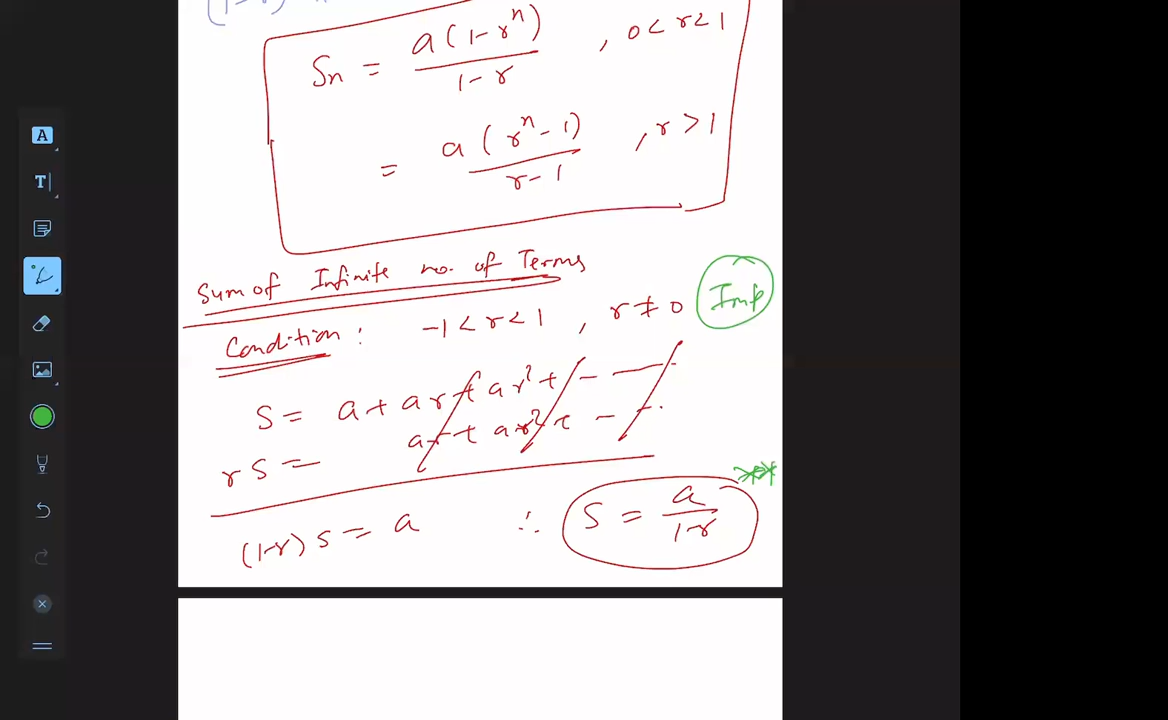 Sn = a(1-r^n)/1-r , 0<r<1
= a(r^n-1)/r-1 , r>1
Sum of Infinite no. of Terms
Condition: -1<r<1 , r≠0 Imp
S = a + ar + ar² + - —
rS = ar + ar² + - - .
(1-r) S = a ∴ S = a/1-r **
A
T